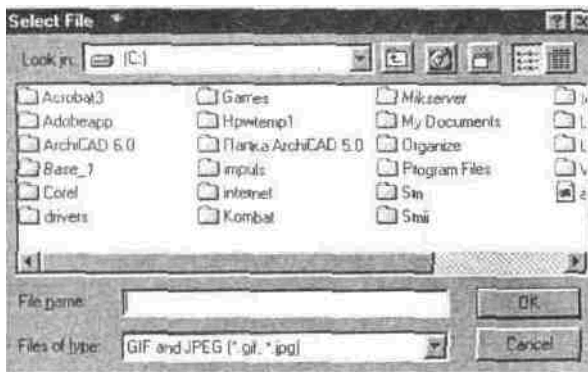 Select File
Look in: (C:)
Acrobat3 Games Mikserver
Adobeapp Hpwtemp1 My Documents
ArchiCAD 6.0 Папка ArchiCAD 5.0 Organize
Base_1 impuls Program Files
Corel internet Stn
drivers Kombat Stmii
File name: OK
Files of type: GIF and JPEG (*.gif, *.jpg) Cancel